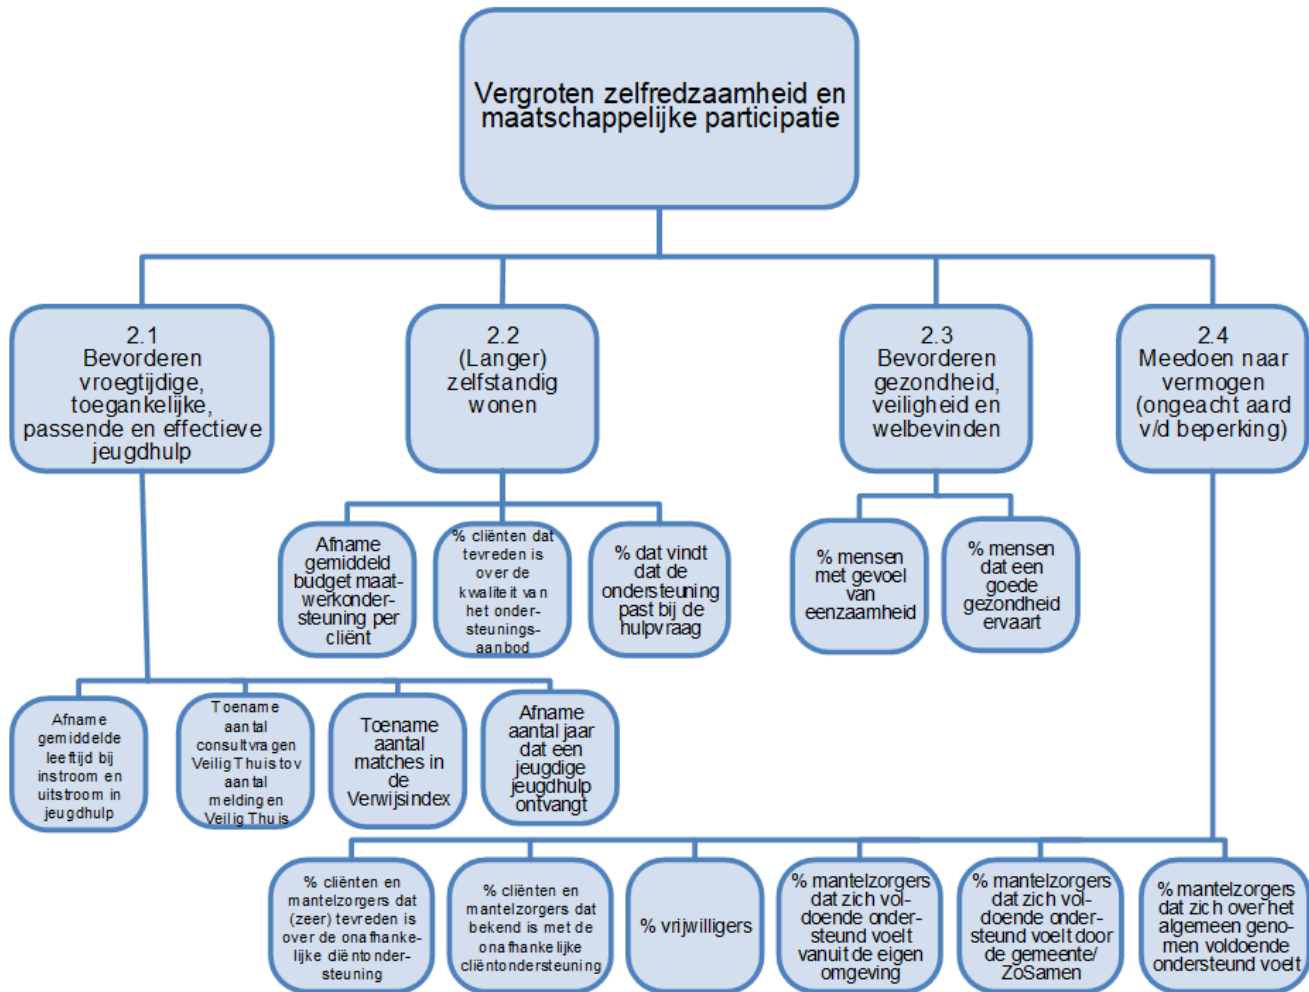 Vergroten zelfredzaamheid en
maatschappelijke participatie
2.1
Bevorderen
vroegtijdige,
toegankelijke,
passende en effectieve
jeugdhulp
2.2
(Langer)
zelfstandig
wonen
2.3
Bevorderen
gezondheid,
veiligheid en
welbevinden
2.4
Meedoen naar
vermogen
(ongeacht aard
v/d beperking)
Afname
gemiddeld
budget maat-
werkonder-
steuning per
cliënt
% cliënten dat
tevreden is
over de
kwaliteit van
het onder-
steunings-
aanbod
% dat vindt
dat de
ondersteuning
past bij de
hulpvraag
% mensen
met gevoel
van
eenzaamheid
% mensen
dat een
goede
gezondheid
ervaart
Afname
gemiddelde
leeftijd bij
instroom en
uitstroom in
jeugdhulp
Toename
aantal
consultvragen
Veilig Thuis tov
aantal
meldingen
Veilig Thuis
Toename
aantal
matches in
de
Verwijsindex
Afname
aantal jaar
dat een
jeugdige
jeugdhulp
ontvangt
% cliënten en
mantelzorgers dat
(zeer) tevreden is
over de onafhanke-
lijke cliëntonder-
steuning
% cliënten en
mantelzorgers dat
bekend is met de
onafhankelijke
cliëntondersteuning
% vrijwilligers
% mantelzorgers
dat zich vol-
doende onder-
steund voelt
vanuit de eigen
omgeving
% mantelzorgers
dat zich vol-
doende onder-
steund voelt door
de gemeente/
ZoSamen
% mantelzorgers
dat zich over het
algemeen geno-
men voldoende
ondersteund voelt